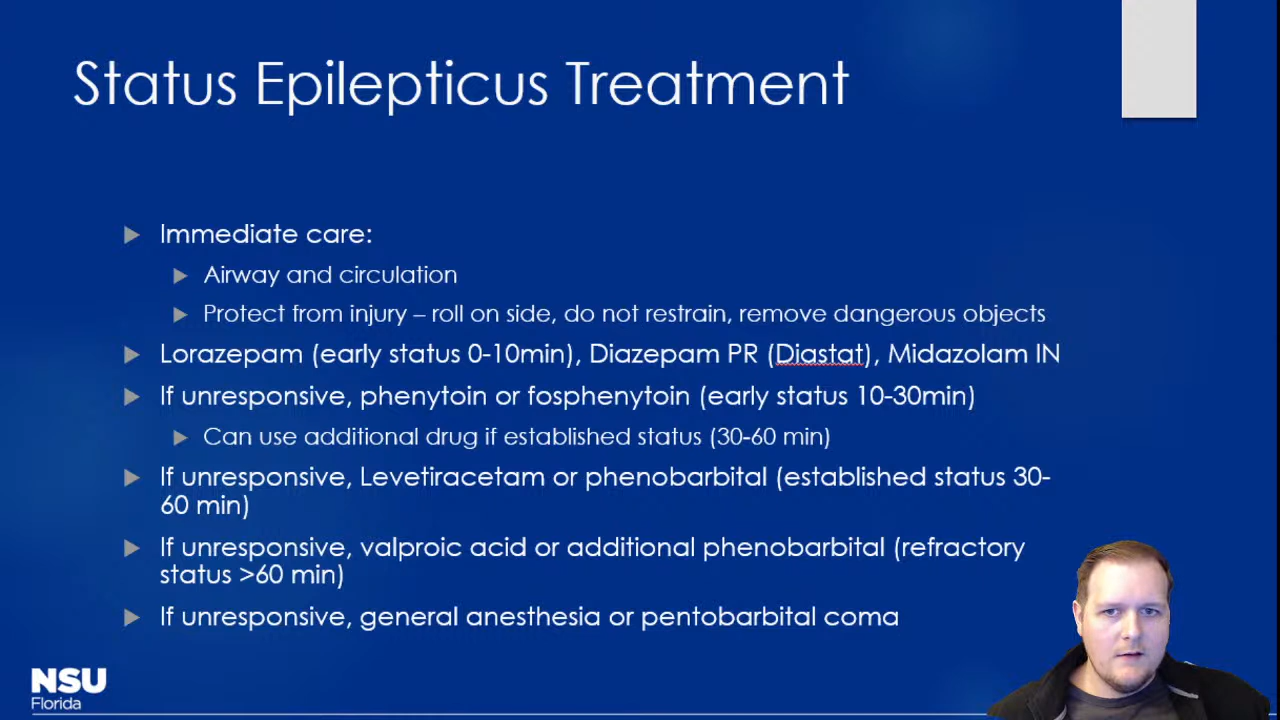 Status Epilepticus Treatment
Immediate care:
Airway and circulation
Protect from injury – roll on side, do not restrain, remove dangerous objects
Lorazepam (early status 0-10min), Diazepam PR (Diastat), Midazolam IN
If unresponsive, phenytoin or fosphenytoin (early status 10-30min)
Can use additional drug if established status (30-60 min)
If unresponsive, Levetiracetam or phenobarbital (established status 30-
60 min)
If unresponsive, valproic acid or additional phenobarbital (refractory
status >60 min)
If unresponsive, general anesthesia or pentobarbital coma
NSU
Florida